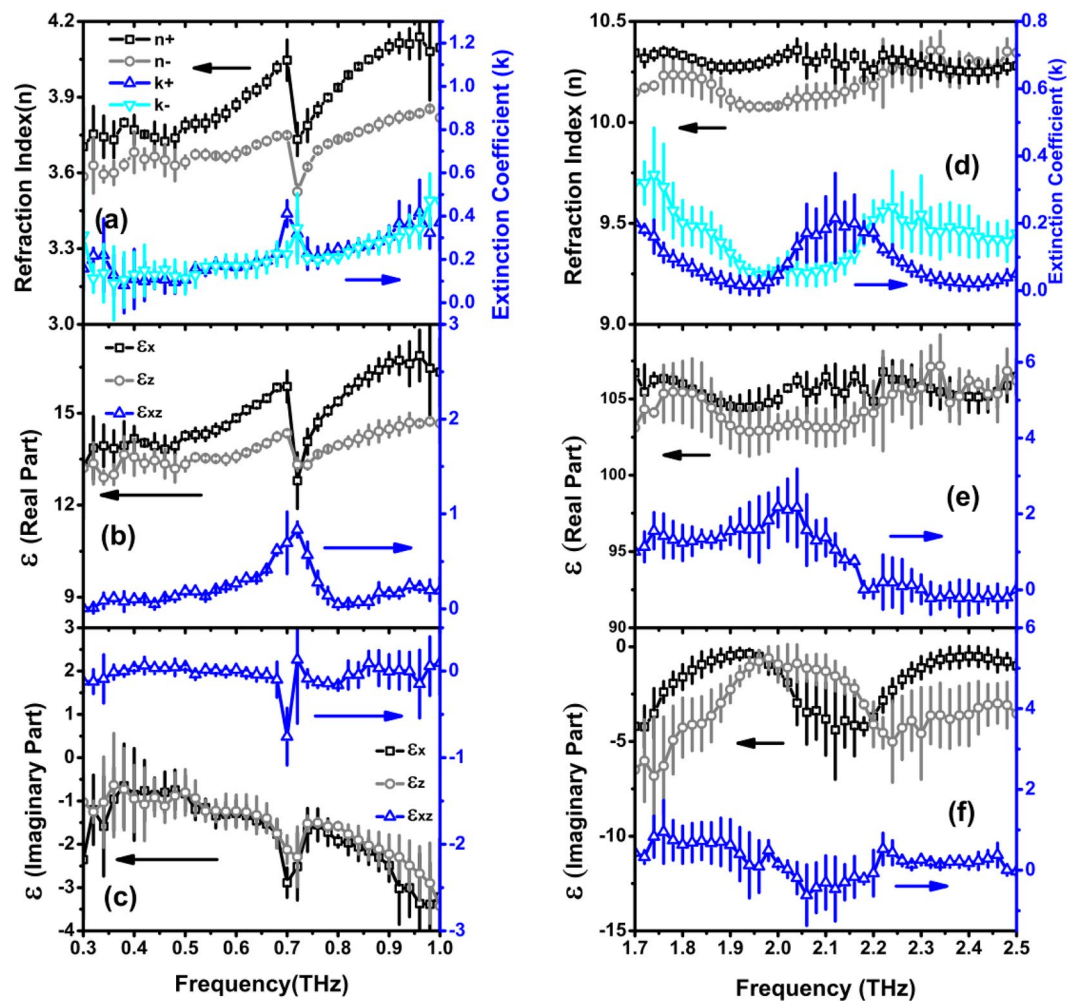 4.2
3.9
3.6
3.3
3.0
Refraction Index(n)
n+
n-
k+
k-
(a)
1.2
0.9
0.8
0.6
0.4
0.2
0.0
Extinction Coefficient (k)
15
12
9
ε (Real Part)
εx
εz
εxz
(b)
3
2
1
0
3
2
1
0
-1
-2
-3
-4
ε (Imaginary Part)
εx
εz
εxz
(c)
0
-1
-2
-3
0.3 0.4 0.5 0.6 0.7 0.8 0.9 1.0
Frequency(THz)
10.5
10.0
9.5
9.0
Refraction Index (n)
(d)
0.8
0.6
0.4
0.2
0.0
Extinction Coefficient (k)
105
100
95
90
ε (Real Part)
(e)
6
4
2
0
0
-5
-10
-15
ε (Imaginary Part)
(f)
6
4
2
0
1.7 1.8 1.9 2.0 2.1 2.2 2.3 2.4 2.5
Frequency (THz)